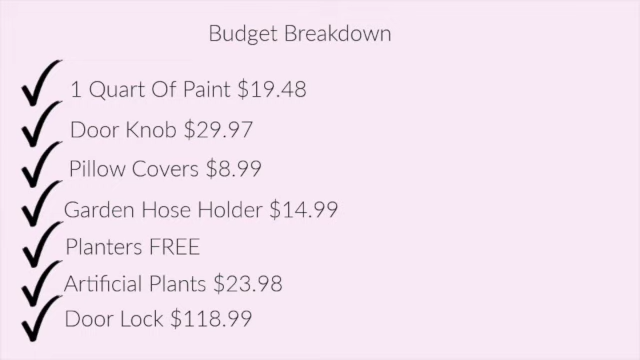 Budget Breakdown
1 Quart Of Paint $19.48
Door Knob $29.97
Pillow Covers $8.99
Garden Hose Holder $14.99
Planters FREE
Artificial Plants $23.98
Door Lock $118.99